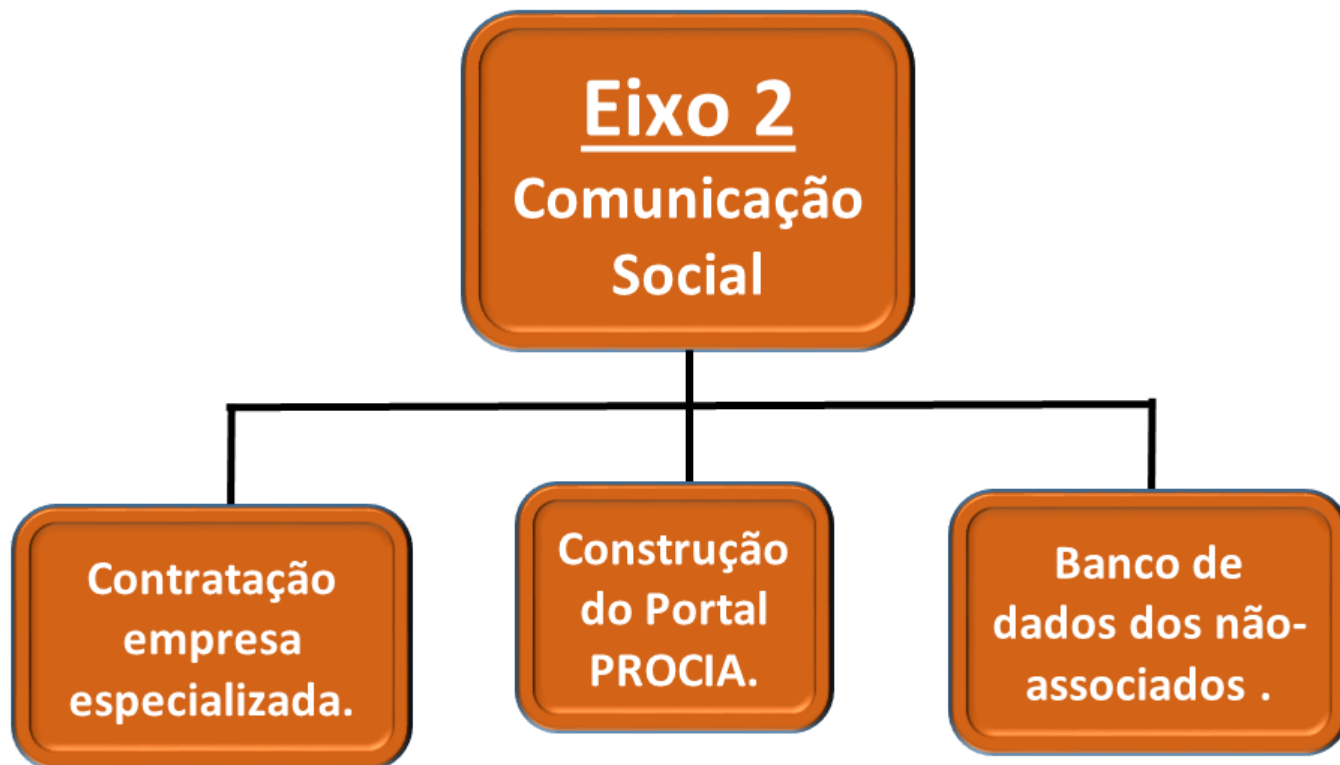 Eixo 2
Comunicação
Social
Contratação
empresa
especializada.
Construção
do Portal
PROCIA.
Banco de
dados dos não-
associados .